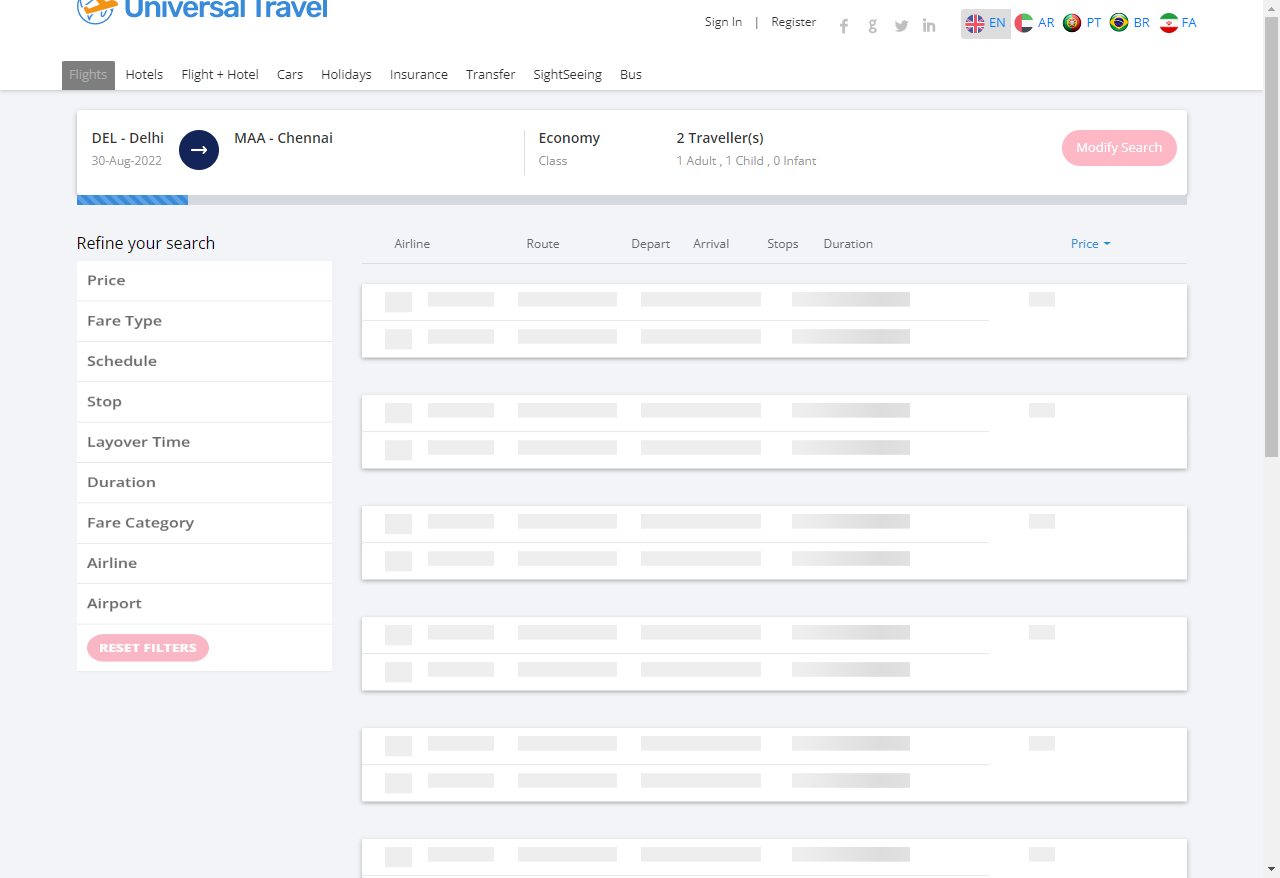 Universal Travel
Sign In | Register
EN AR PT BR FA
Flights Hotels Flight + Hotel Cars Holidays Insurance Transfer SightSeeing Bus
DEL - Delhi → MAA - Chennai Economy 2 Traveller(s)
30-Aug-2022 Class 1 Adult , 1 Child , 0 Infant
Modify Search
Refine your search
Airline Route Depart Arrival Stops Duration Price
Price
Fare Type
Schedule
Stop
Layover Time
Duration
Fare Category
Airline
Airport
RESET FILTERS